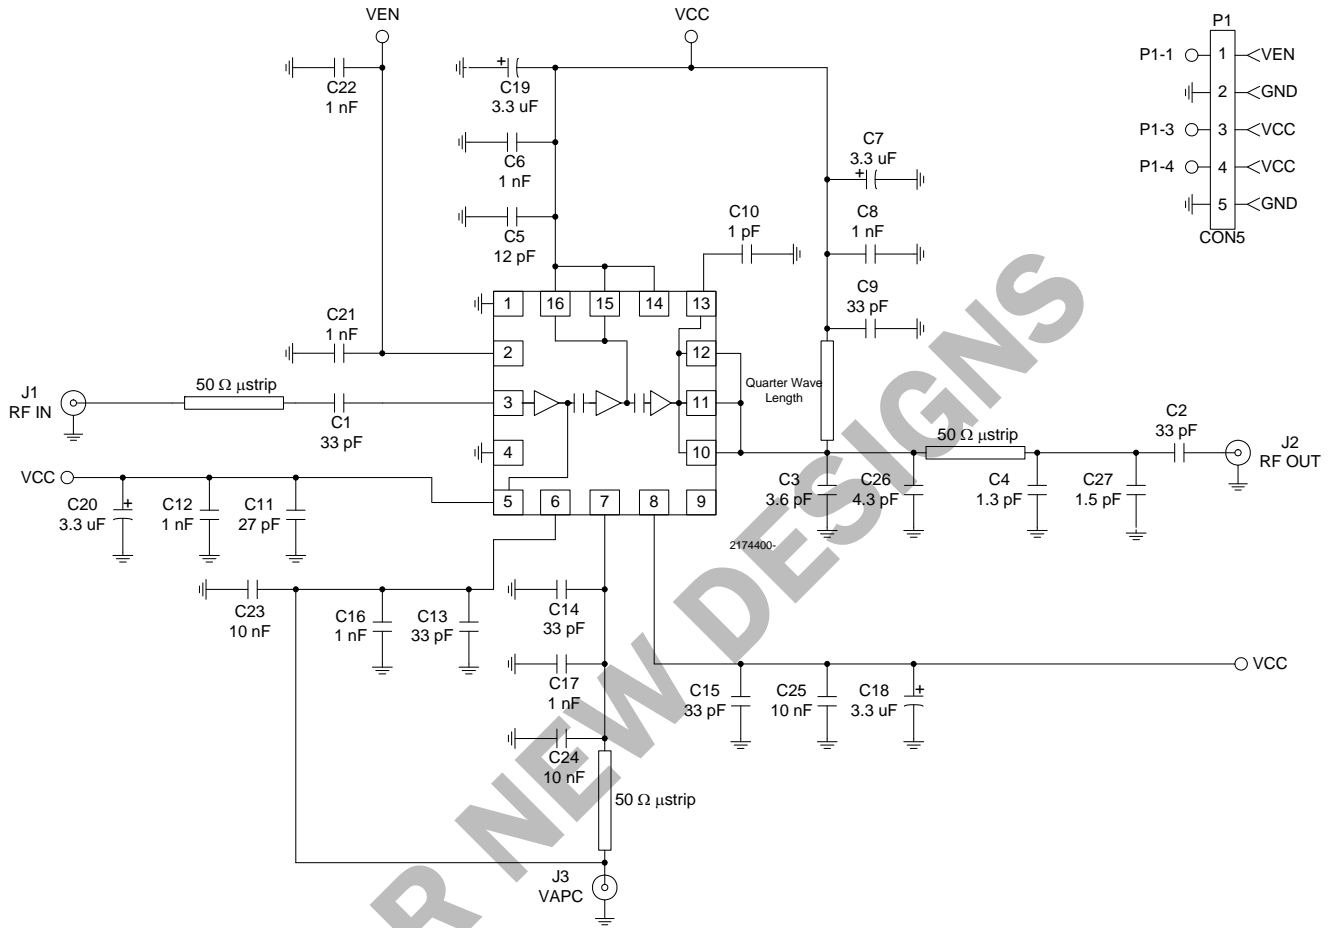 VEN
VCC
P1
P1-1
1
VEN
2
GND
P1-3
3
VCC
P1-4
4
VCC
5
GND
CON5
C22
1 nF
+
C19
3.3 uF
C6
1 nF
C5
12 pF
C7
3.3 uF
+
C10
1 pF
C8
1 nF
C9
33 pF
1
16
15
14
13
C21
1 nF
2
12
J1
RF IN
50 Ω µstrip
C1
33 pF
3
11
Quarter Wave
Length
4
10
50 Ω µstrip
C2
33 pF
J2
RF OUT
VCC
C20
3.3 uF
+
C12
1 nF
C11
27 pF
5
6
7
8
9
C3
3.6 pF
C26
4.3 pF
C4
1.3 pF
C27
1.5 pF
2174400-
C23
10 nF
C16
1 nF
C13
33 pF
C14
33 pF
C17
1 nF
C24
10 nF
C15
33 pF
C25
10 nF
C18
3.3 uF
+
VCC
50 Ω µstrip
J3
VAPC
R NEW DESIGNS